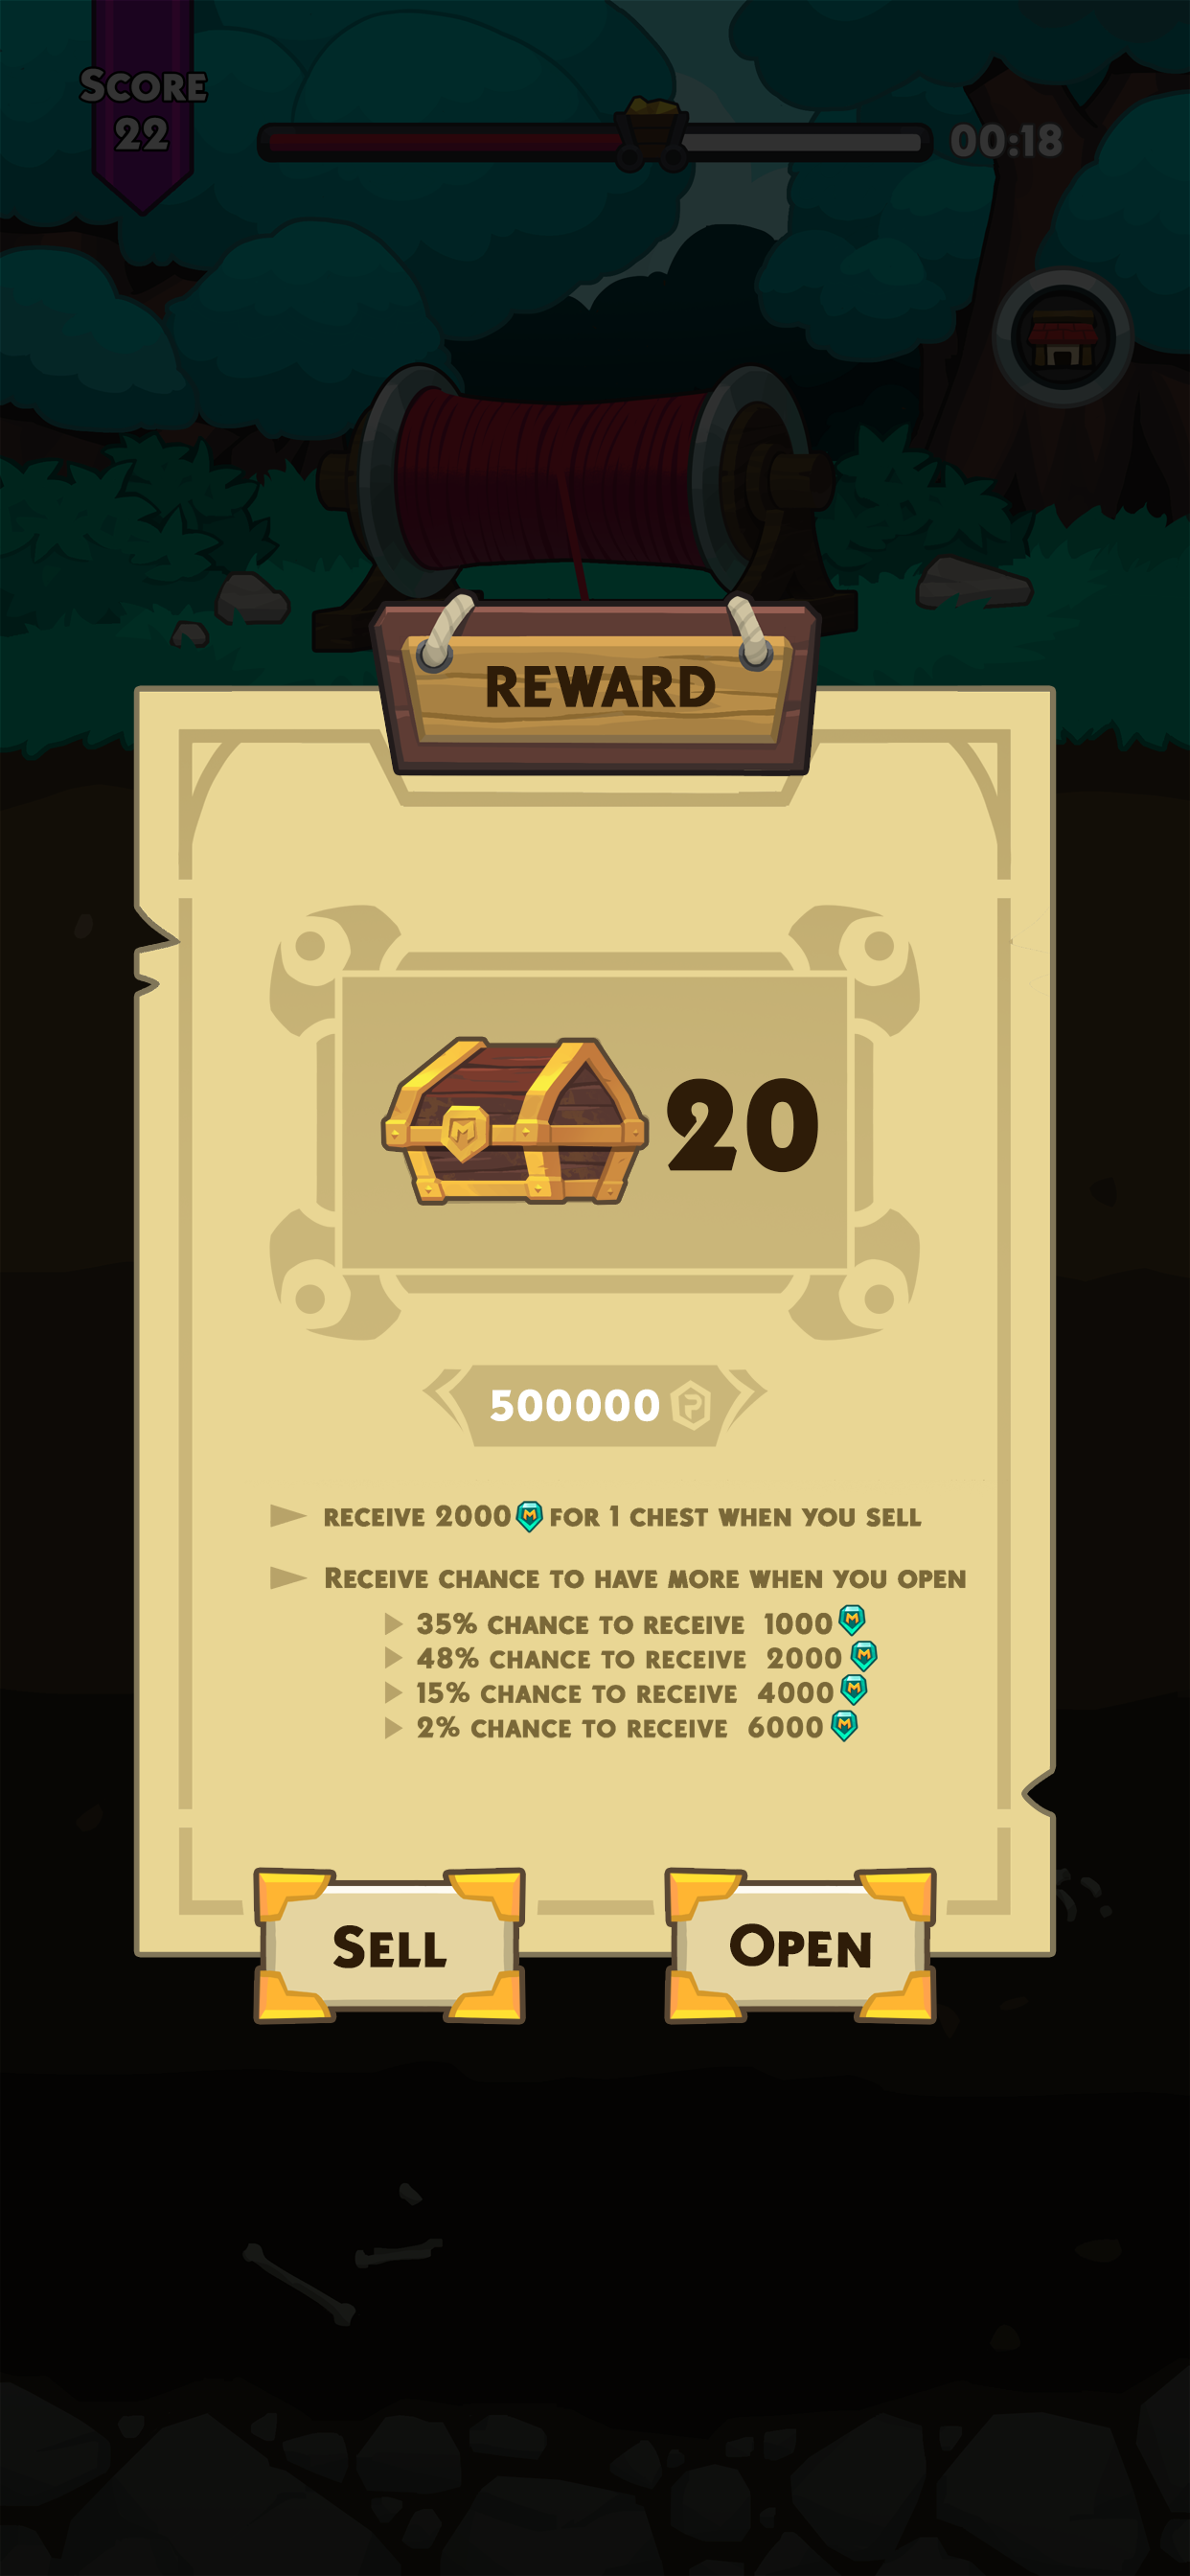 SCORE
22
00:18
REWARD
20
500000
RECEIVE 2000 FOR 1 CHEST WHEN YOU SELL
RECEIVE CHANCE TO HAVE MORE WHEN YOU OPEN
35% CHANCE TO RECEIVE 1000
48% CHANCE TO RECEIVE 2000
15% CHANCE TO RECEIVE 4000
2% CHANCE TO RECEIVE 6000
SELL
OPEN